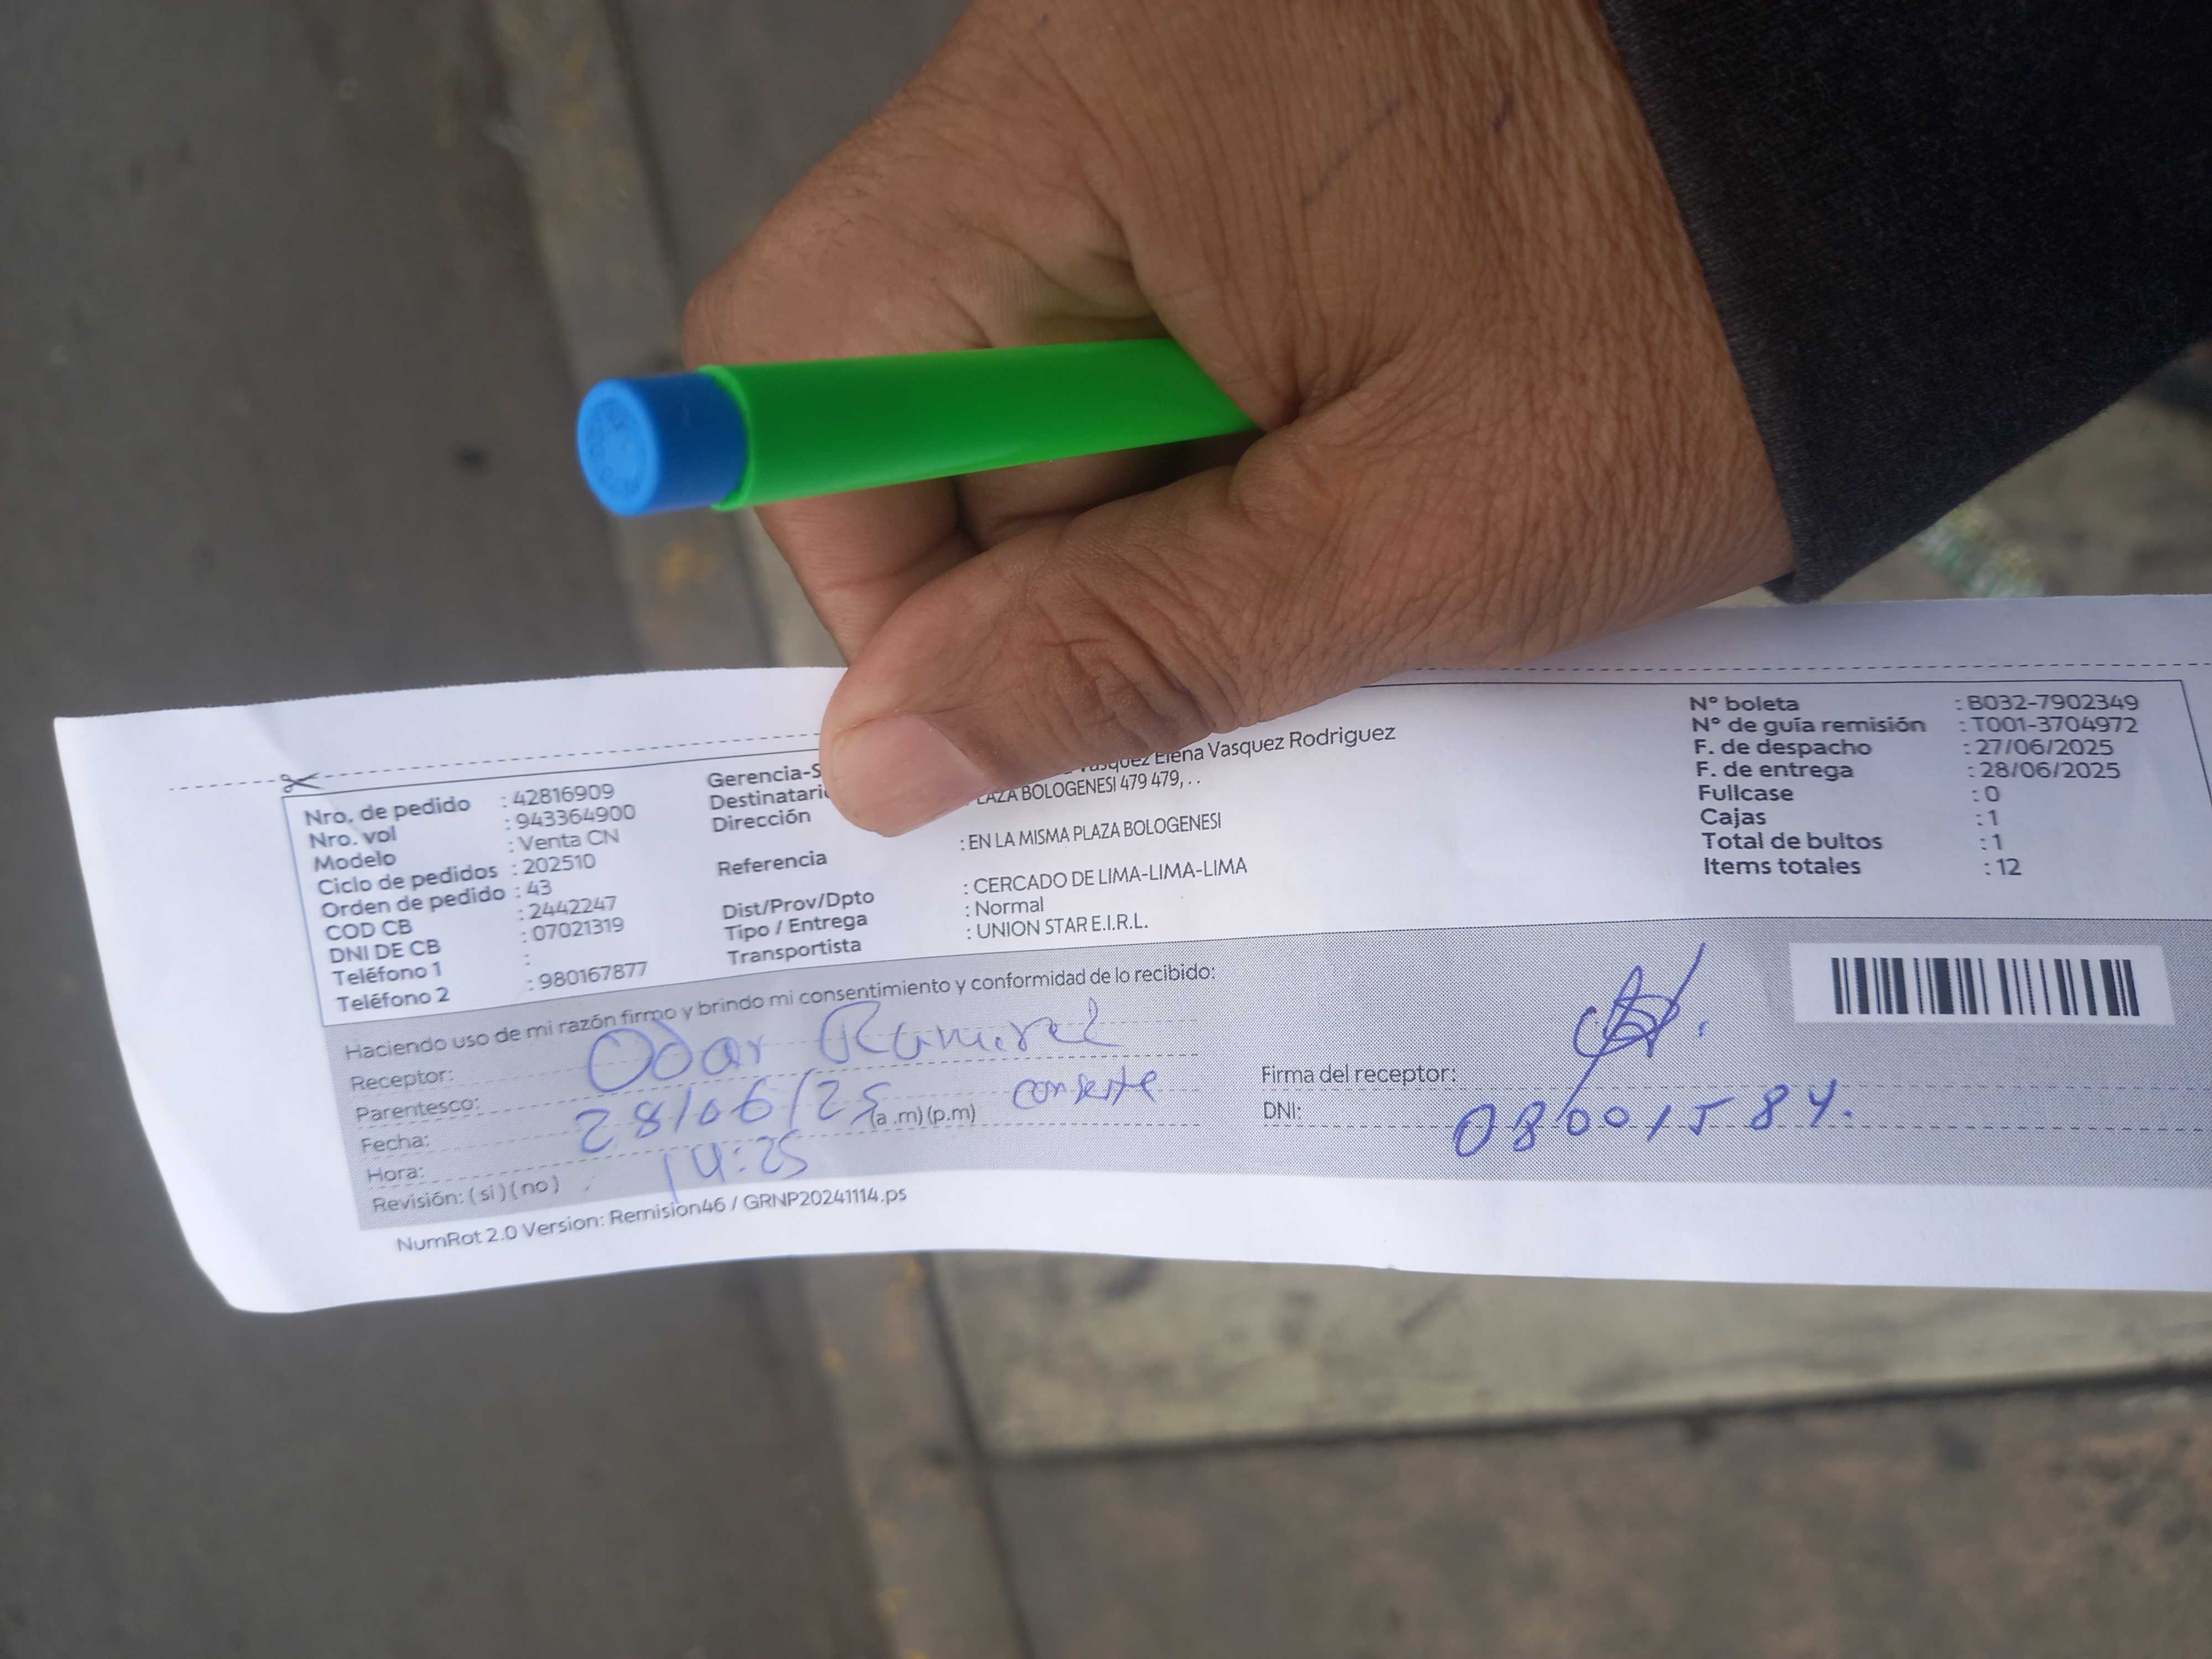 Nro. de pedido : 42816909
Nro. vol : 943364900
Modelo : Venta CN
Ciclo de pedidos : 202510
Orden de pedido : 43
COD CB : 2442247
DNI DE CB : 07021319
Teléfono 1 :
Teléfono 2 : 980167877
Gerencia-S
Destinatari Vasquez Elena Vasquez Rodriguez
Dirección PLAZA BOLOGENESI 479 479, . .
Referencia : EN LA MISMA PLAZA BOLOGENESI
Dist/Prov/Dpto : CERCADO DE LIMA-LIMA-LIMA
Tipo / Entrega : Normal
Transportista : UNION STAR E.I.R.L.
N° boleta : B032-7902349
N° de guía remisión : T001-3704972
F. de despacho : 27/06/2025
F. de entrega : 28/06/2025
Fullcase : 0
Cajas : 1
Total de bultos : 1
Items totales : 12
Haciendo uso de mi razón firmo y brindo mi consentimiento y conformidad de lo recibido:
Receptor: Odar
Parentesco:
Fecha: 28/06/25
Hora: 14:25 (a .m) (p.m)
Revisión: ( si ) ( no )
Firma del receptor:
DNI: 08001584.
NumRot 2.0 Version: Remision46 / GRNP20241114.ps